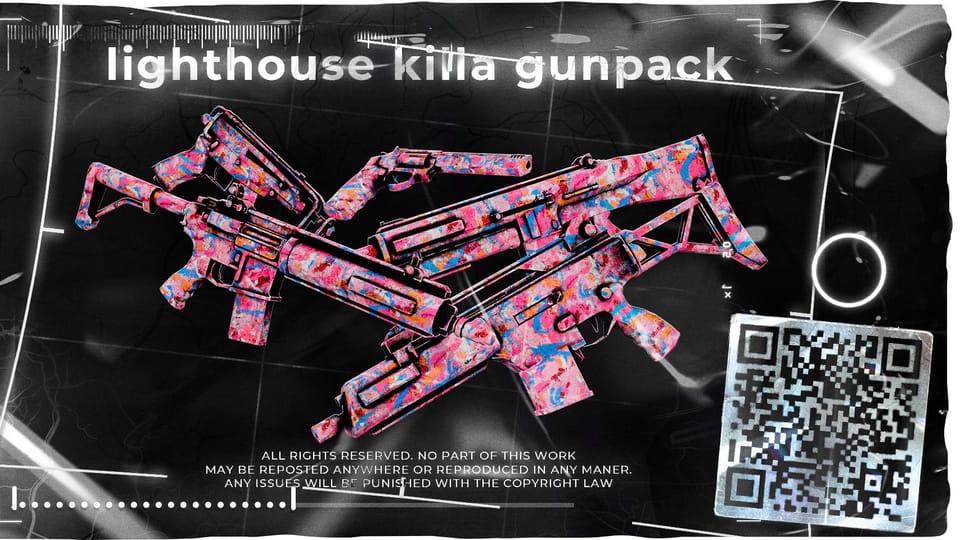 lighthouse killa gunpack
ALL RIGHTS RESERVED. NO PART OF THIS WORK
MAY BE REPOSTED ANYWHERE OR REPRODUCED IN ANY MANER.
ANY ISSUES WILL BE PUNISHED WITH THE COPYRIGHT LAW